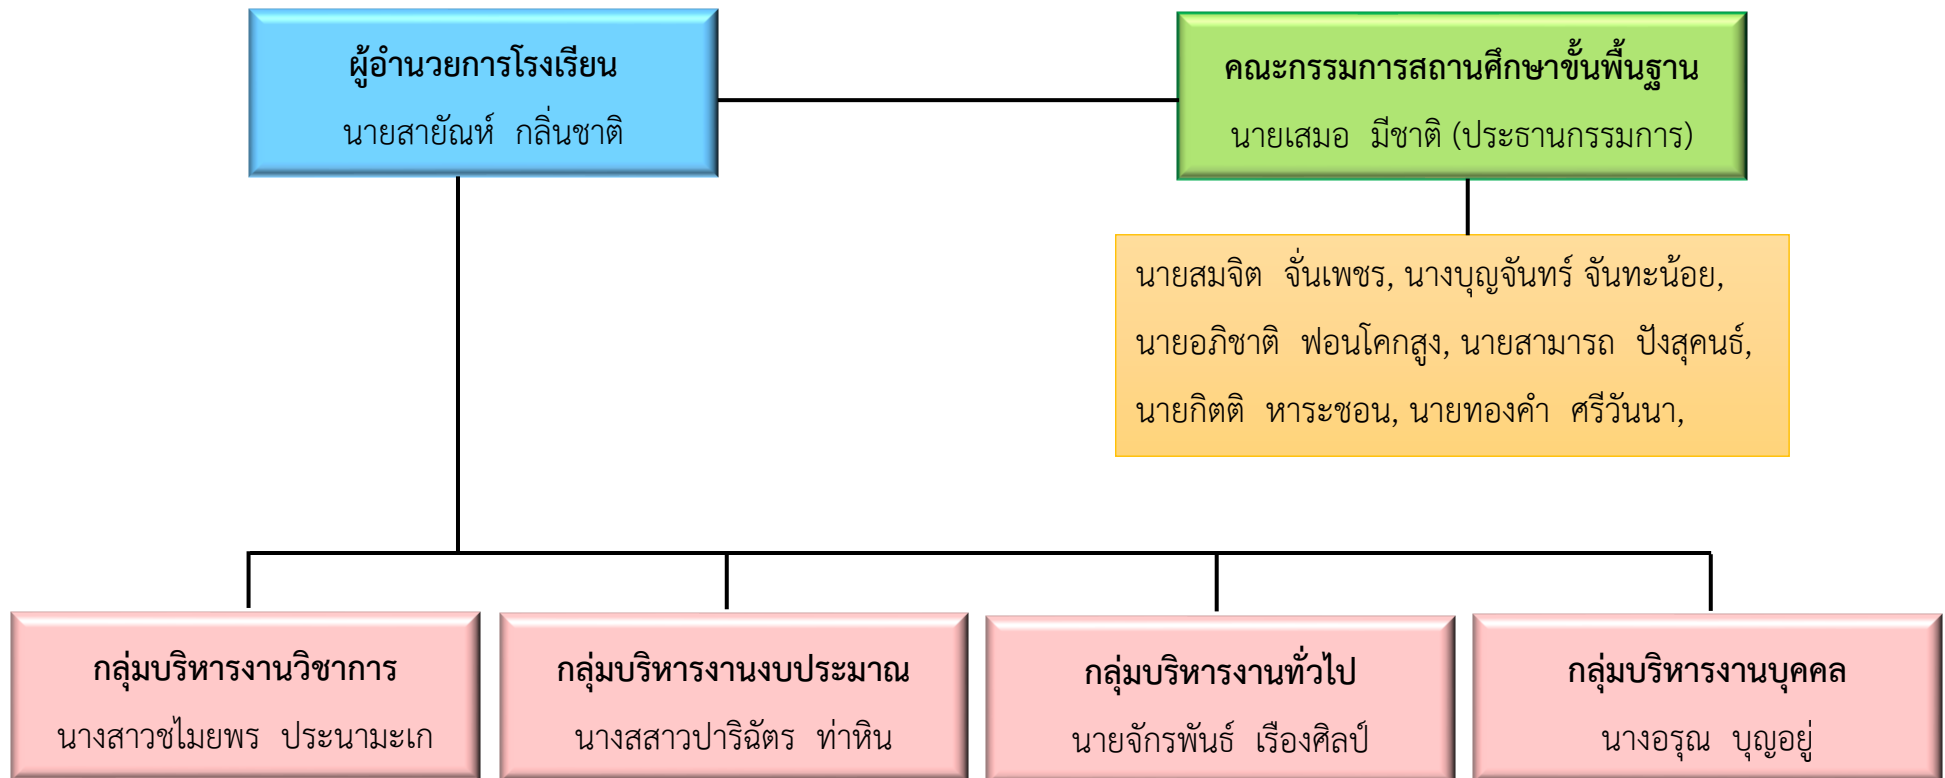 ผู้อำนวยการโรงเรียน
นายสายัณห์  กลิ่นชาติ
คณะกรรมการสถานศึกษาขั้นพื้นฐาน
นายเสมอ  มีชาติ (ประธานกรรมการ)
นายสมจิต  จั่นเพชร, นางบุญจันทร์ จันทะน้อย,
นายอภิชาติ  ฟอนโคกสูง, นายสามารถ  ปังสุคนธ์,
นายกิตติ  หาระชอน, นายทองคำ  ศรีวันนา,
กลุ่มบริหารงานวิชาการ
นางสาวชไมยพร  ประนามะเก
กลุ่มบริหารงานงบประมาณ
นางสสาวปาริฉัตร  ท่าหิน
กลุ่มบริหารงานทั่วไป
นายจักรพันธ์  เรืองศิลป์
กลุ่มบริหารงานบุคคล
นางอรุณ  บุญอยู่